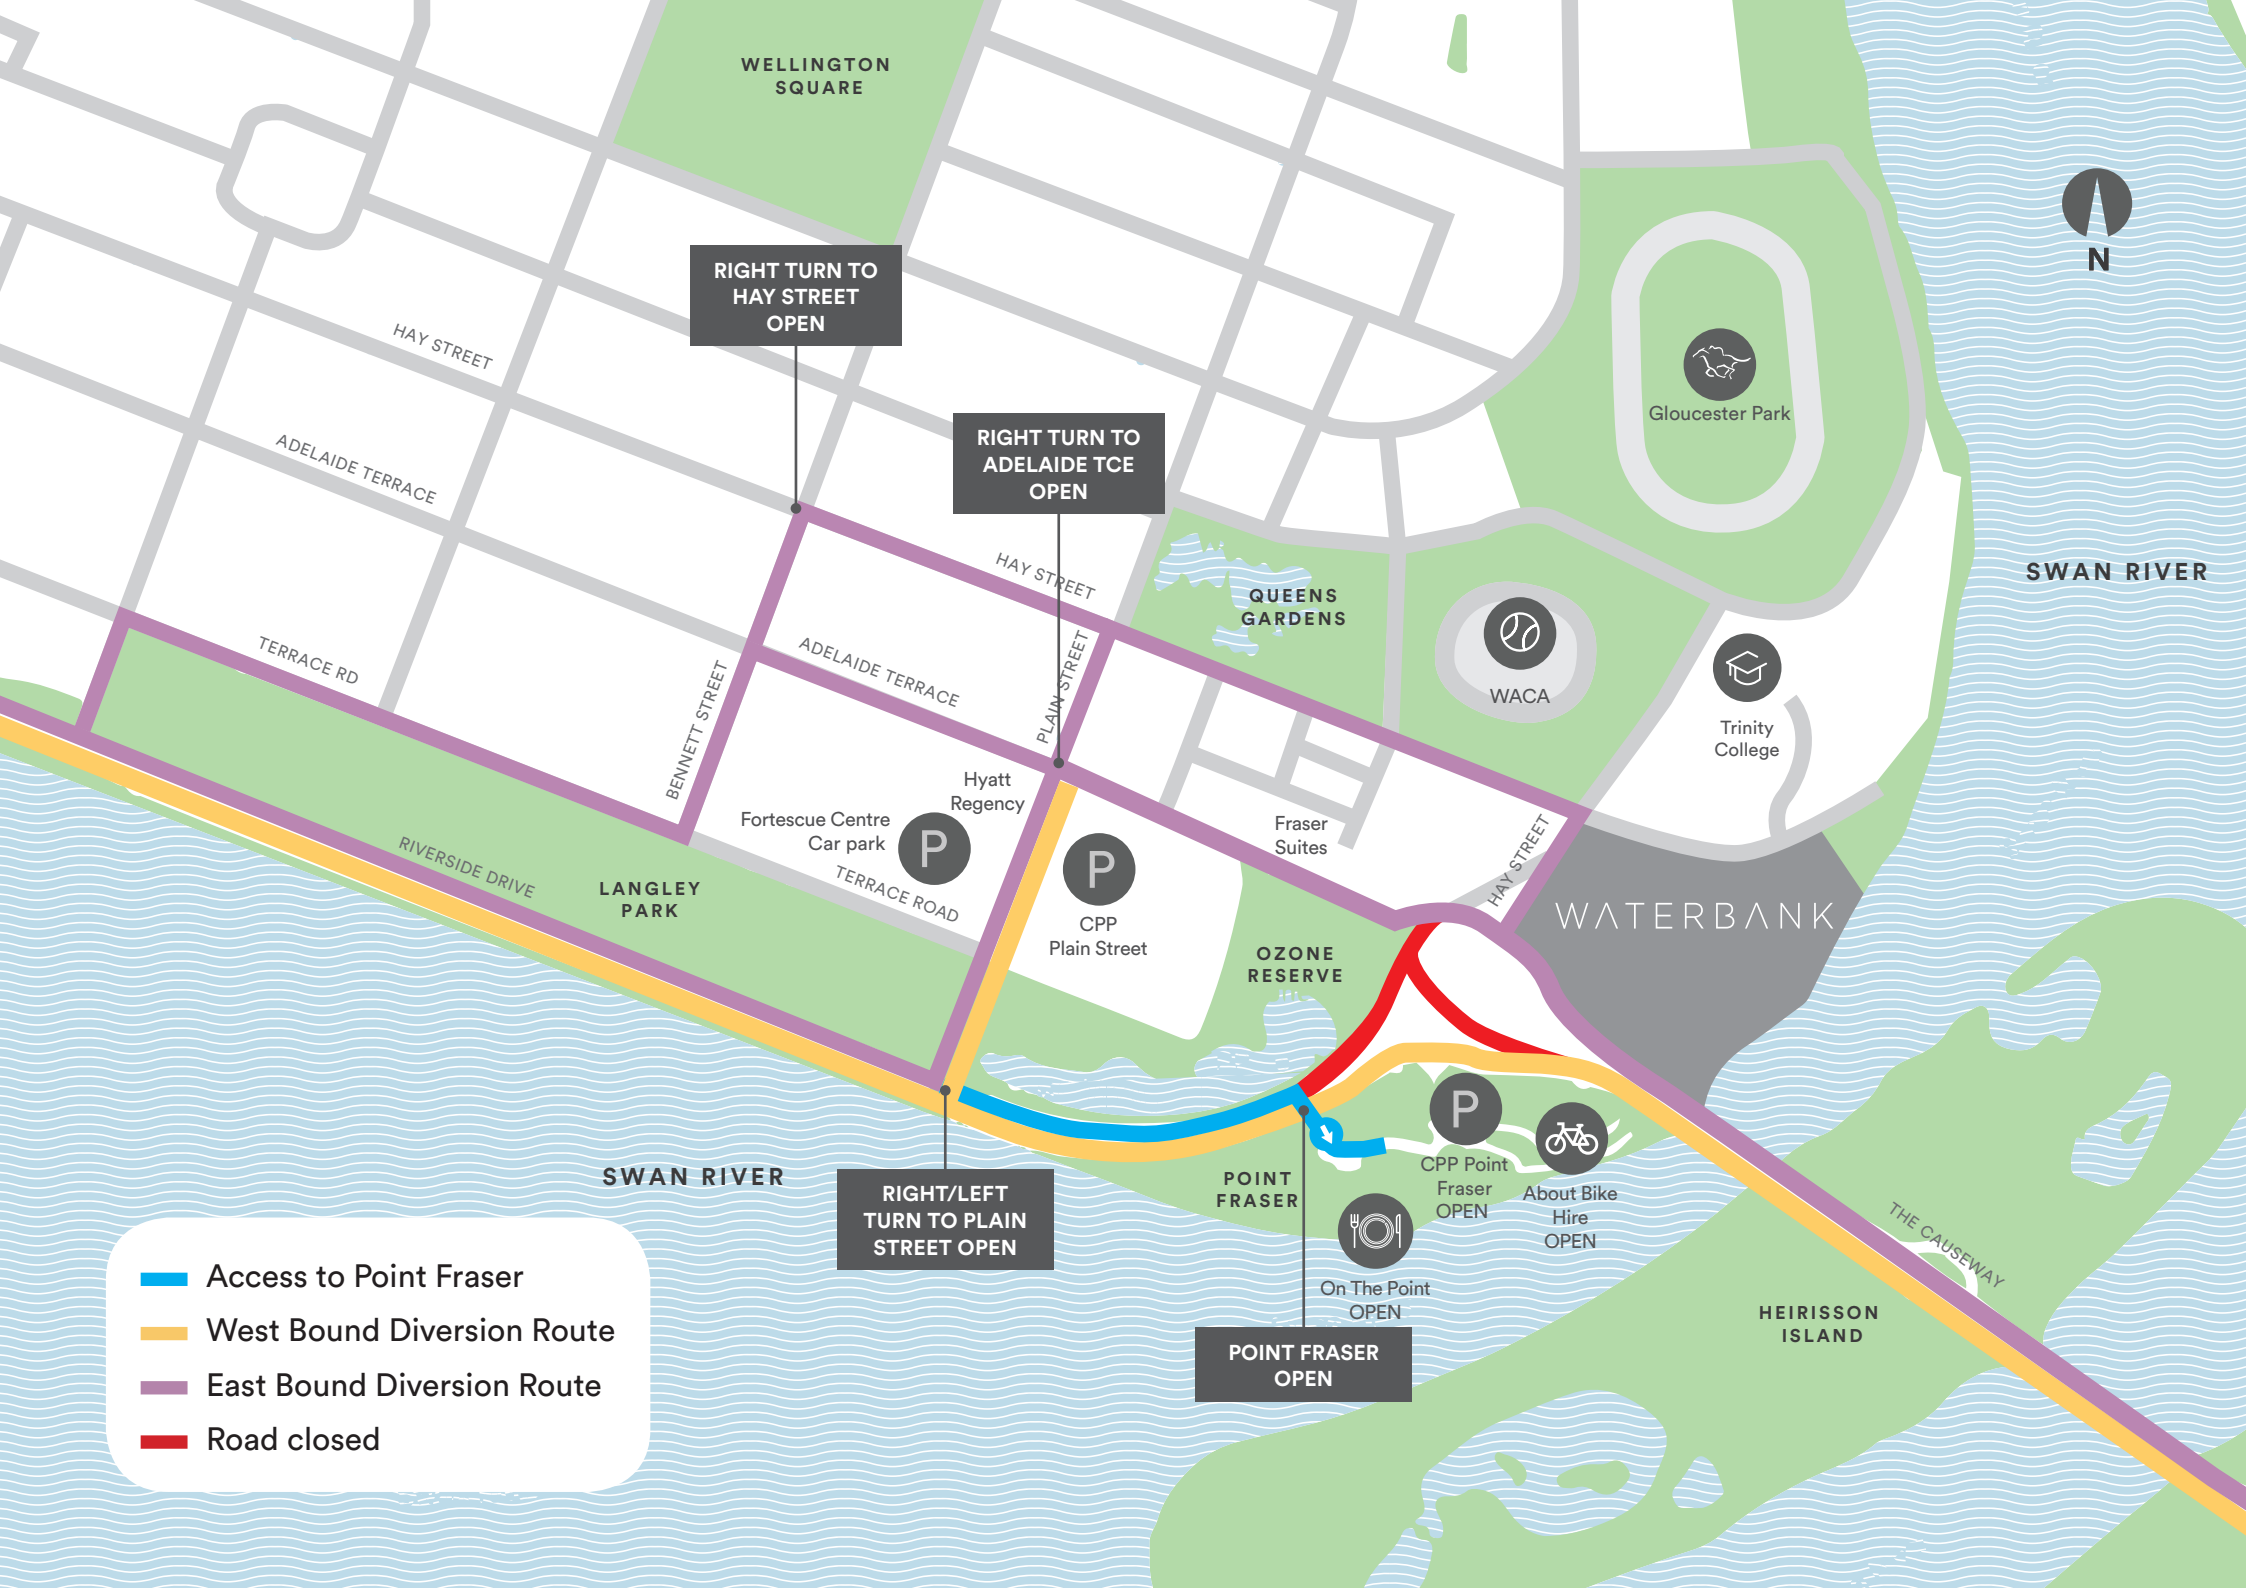 WELLINGTON
SQUARE
N
RIGHT TURN TO
HAY STREET
OPEN
HAY STREET
Gloucester Park
ADELAIDE TERRACE
RIGHT TURN TO
ADELAIDE TCE
OPEN
HAY STREET
SWAN RIVER
QUEENS
GARDENS
TERRACE RD
ADELAIDE TERRACE
PLAIN STREET
BENNETT STREET
WACA
Trinity
College
Hyatt
Regency
Fortescue Centre
Car park
P
P
TERRACE ROAD
Fraser
Suites
HAY STREET
RIVERSIDE DRIVE
LANGLEY
PARK
CPP
Plain Street
WATERBANK
OZONE
RESERVE
P
SWAN RIVER
RIGHT/LEFT
TURN TO PLAIN
STREET OPEN
POINT
FRASER
CPP Point
Fraser
OPEN
About Bike
Hire
OPEN
On The Point
OPEN
THE CAUSEWAY
HEIRISSON
ISLAND
POINT FRASER
OPEN
Access to Point Fraser
West Bound Diversion Route
East Bound Diversion Route
Road closed